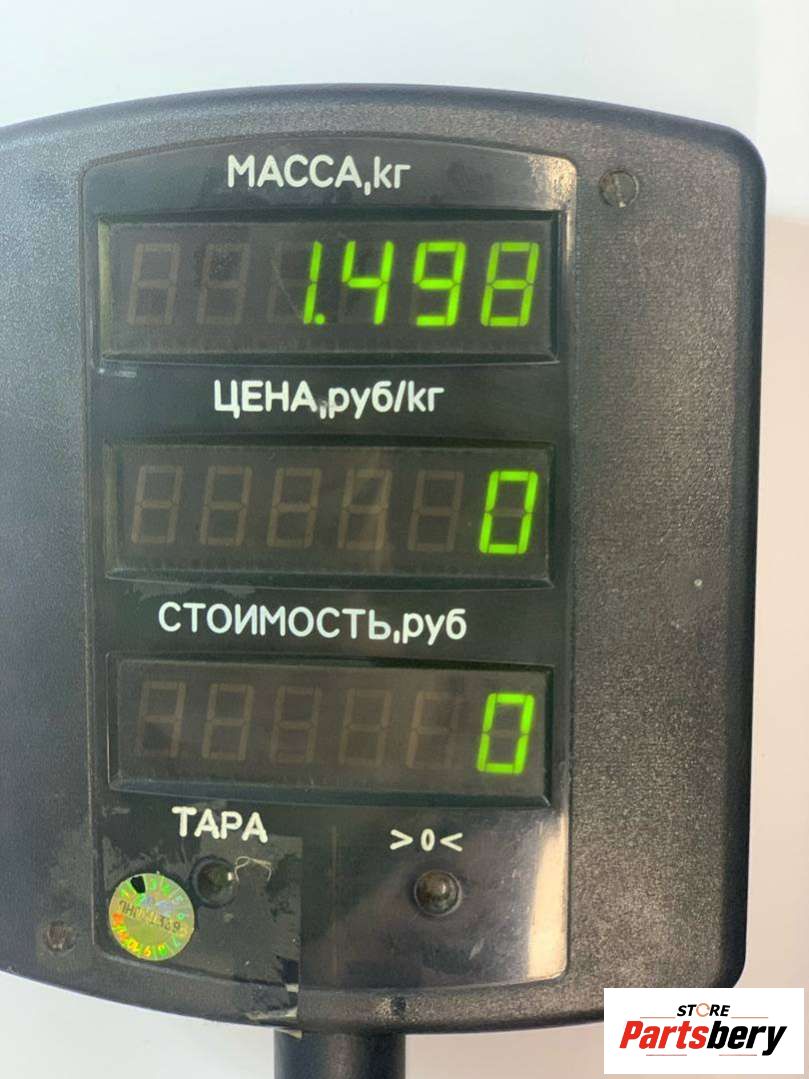 МАССА,кг
1.498
ЦЕНА,руб/кг
0
СТОИМОСТЬ,руб
0
ТАРА
>0<
STORE
Partsbery